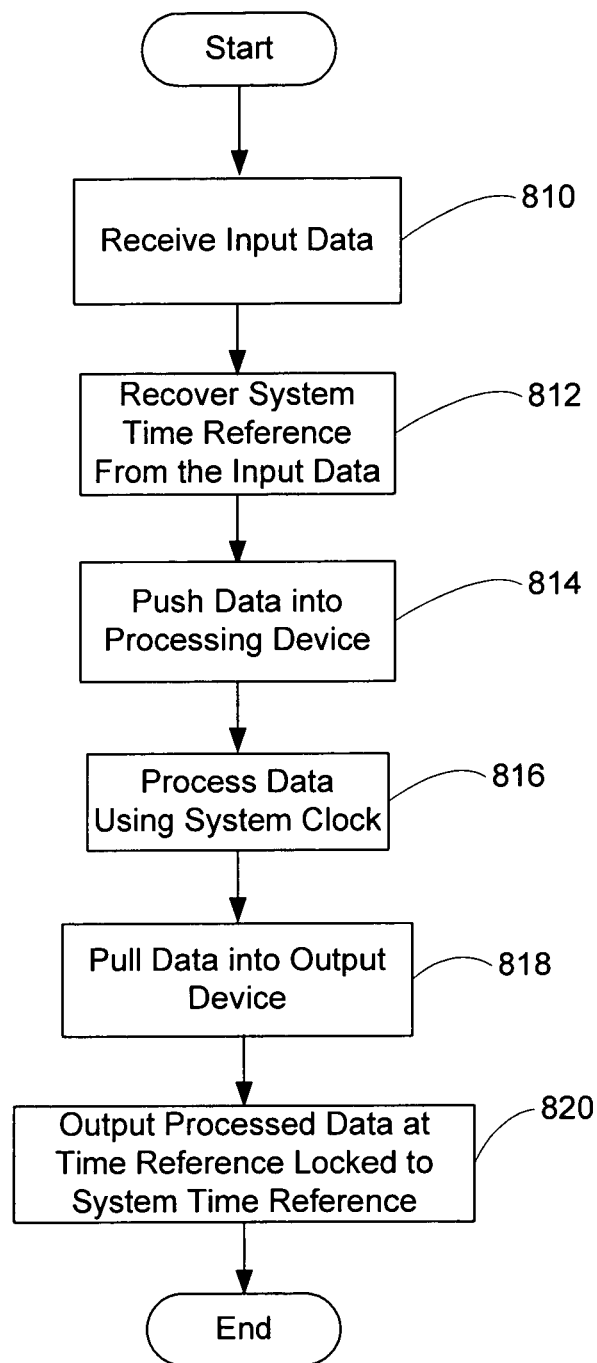 Start
810
Receive Input Data
812
Recover System
Time Reference
From the Input Data
814
Push Data into
Processing Device
816
Process Data
Using System Clock
818
Pull Data into Output
Device
820
Output Processed Data at
Time Reference Locked to
System Time Reference
End